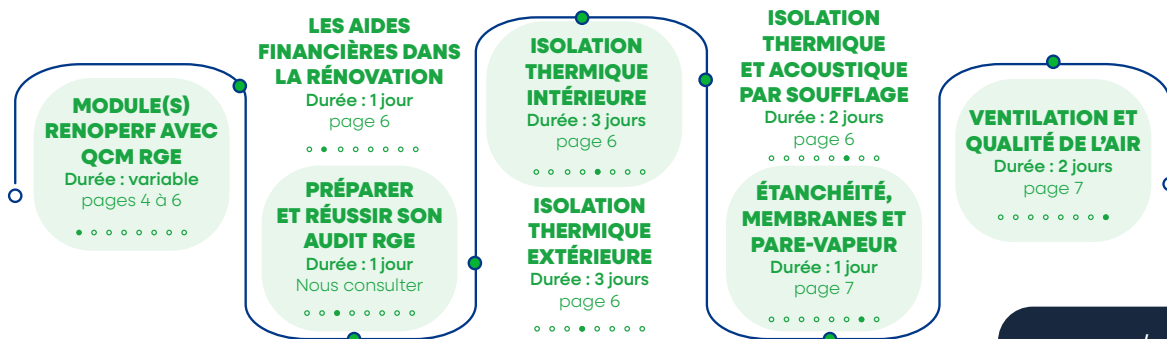 MODULE(S)
RENOPERF AVEC
QCM RGE
Durée : variable
pages 4 à 6
LES AIDES
FINANCIÈRES DANS
LA RÉNOVATION
Durée : 1 jour
page 6
PRÉPARER
ET RÉUSSIR SON
AUDIT RGE
Durée : 1 jour
Nous consulter
ISOLATION
THERMIQUE
INTÉRIEURE
Durée : 3 jours
page 6
ISOLATION
THERMIQUE
EXTÉRIEURE
Durée : 3 jours
page 6
ISOLATION
THERMIQUE
ET ACOUSTIQUE
PAR SOUFFLAGE
Durée : 2 jours
page 6
ÉTANCHÉITÉ,
MEMBRANES ET
PARE-VAPEUR
Durée : 1 jour
page 7
VENTILATION ET
QUALITÉ DE L’AIR
Durée : 2 jours
page 7